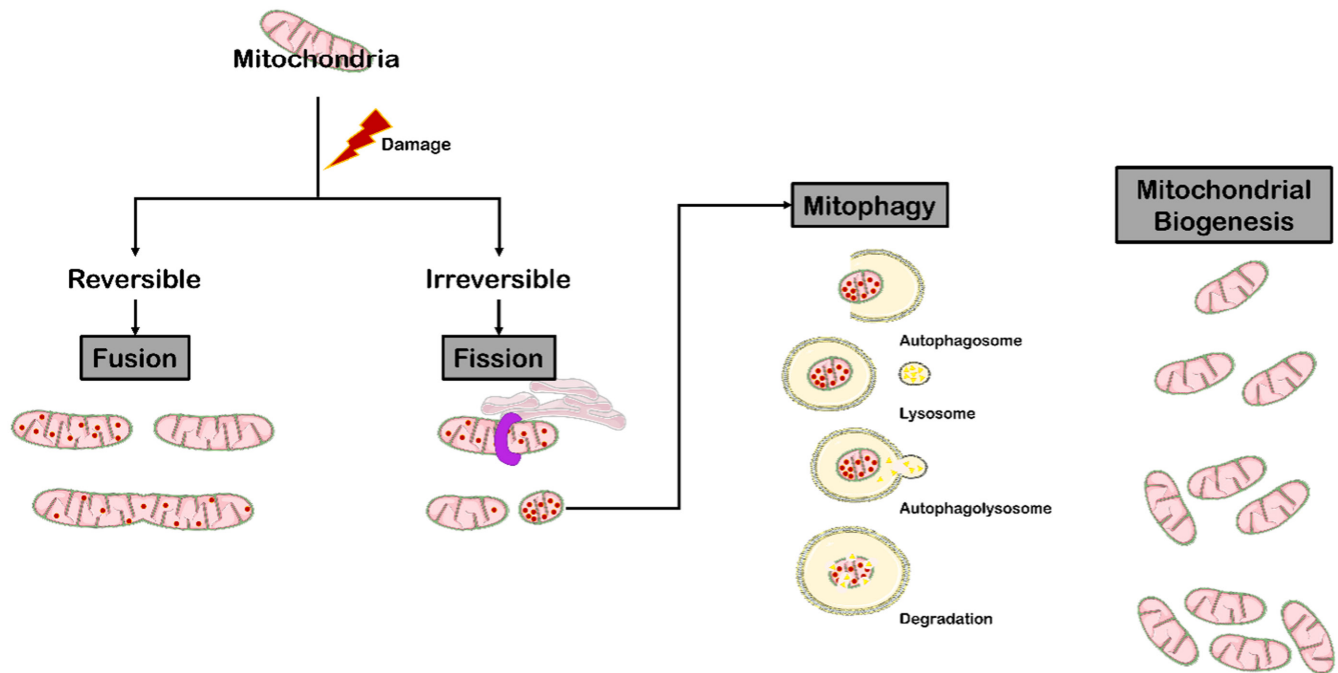 Mitochondria
Damage
Reversible
Irreversible
Fusion
Fission
Mitophagy
Autophagosome
Lysosome
Autophagolysosome
Degradation
Mitochondrial
Biogenesis